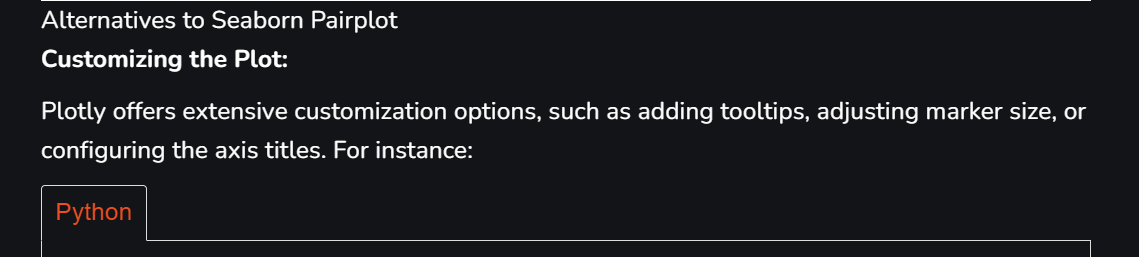 Alternatives to Seaborn Pairplot
Customizing the Plot:
Plotly offers extensive customization options, such as adding tooltips, adjusting marker size, or
configuring the axis titles. For instance:
Python